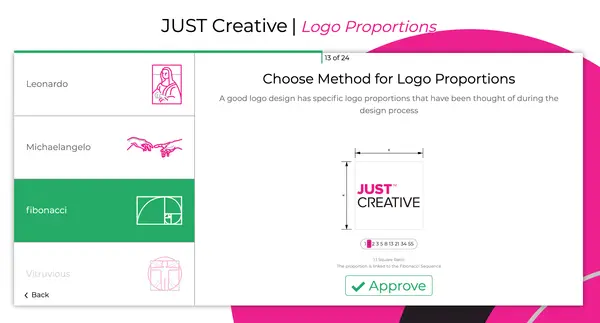 JUST Creative | Logo Proportions
13 of 24
Leonardo
Michaelangelo
fibonacci
Vitruvious
Back
Choose Method for Logo Proportions
A good logo design has specific logo proportions that have been thought of during the
design process
JUST™
CREATIVE
1 2 3 5 8 13 21 34 55
1:1 Square Ratio
The proportion is linked to the Fibonacci Sequence
Approve